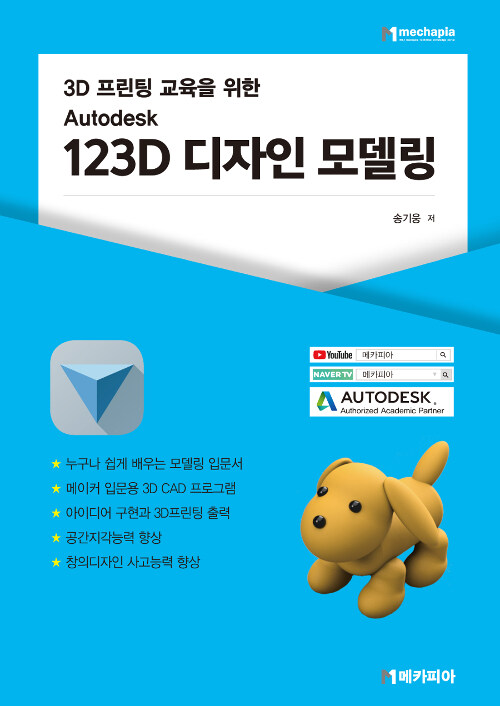 mechapia
3D 프린팅 교육을 위한
Autodesk
123D 디자인 모델링
송기웅 저
YouTube 메카피아
NAVER TV 메카피아
AUTODESK®
Authorized Academic Partner
★ 누구나 쉽게 배우는 모델링 입문서
★ 메이커 입문용 3D CAD 프로그램
★ 아이디어 구현과 3D프린팅 출력
★ 공간지각능력 향상
★ 창의디자인 사고능력 향상
메카피아